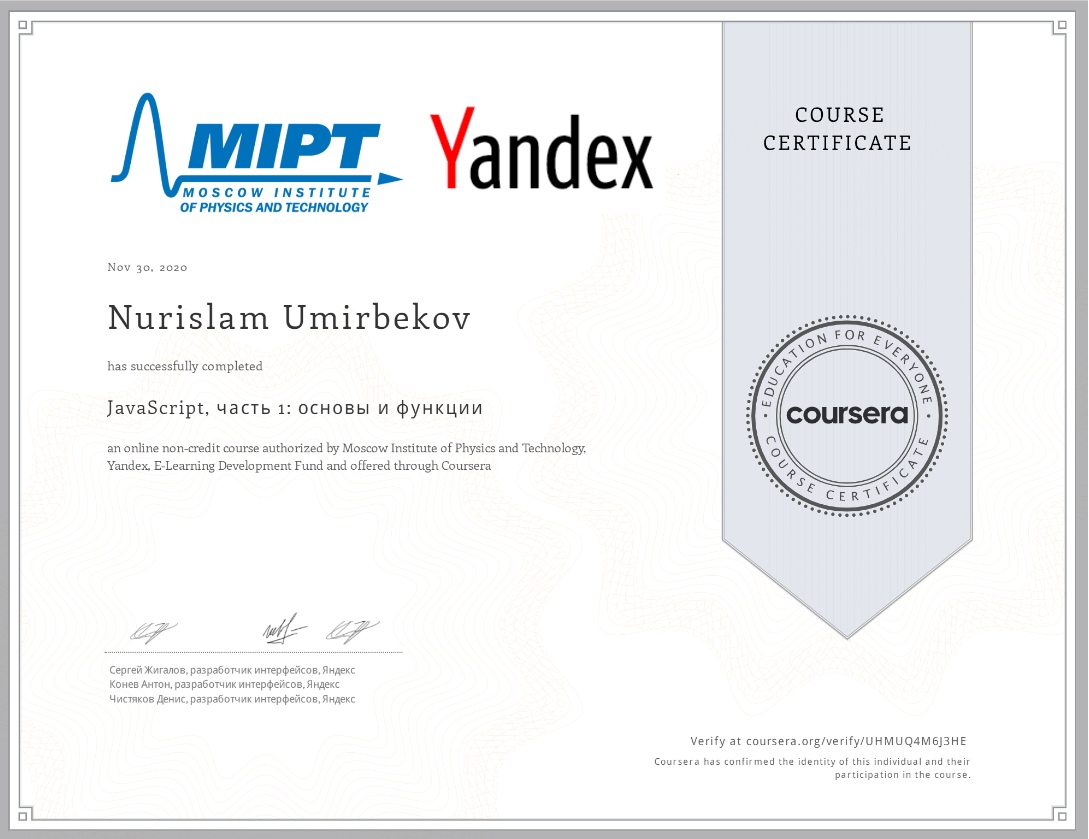 MIPT
MOSCOW INSTITUTE
OF PHYSICS AND TECHNOLOGY
Yandex
COURSE
CERTIFICATE
Nov 30, 2020
Nurislam Umirbekov
has successfully completed
JavaScript, часть 1: основы и функции
an online non-credit course authorized by Moscow Institute of Physics and Technology,
Yandex, E-Learning Development Fund and offered through Coursera
EDUCATION FOR EVERYONE
coursera
COURSE CERTIFICATE
Сергей Жигалов, разработчик интерфейсов, Яндекс
Конев Антон, разработчик интерфейсов, Яндекс
Чистяков Денис, разработчик интерфейсов, Яндекс
Verify at coursera.org/verify/UHMUQ4M6J3HE
Coursera has confirmed the identity of this individual and their
participation in the course.